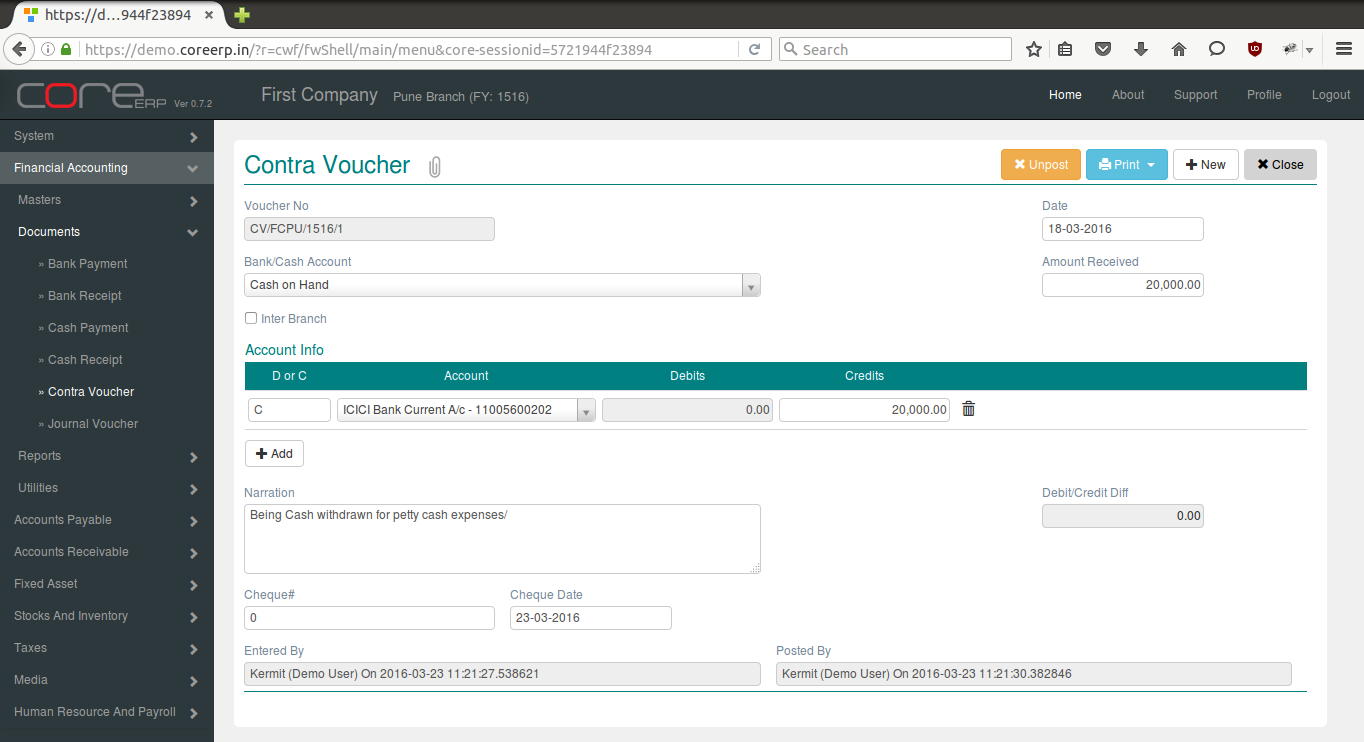 https://d...944f23894
https://demo.coreerp.in/?r=cwf/fwShell/main/menu&core-sessionid=5721944f23894
Search
core ERP Ver 0.7.2
First Company Pune Branch (FY: 1516)
Home About Support Profile Logout
System
Financial Accounting
Masters
Documents
» Bank Payment
» Bank Receipt
» Cash Payment
» Cash Receipt
» Contra Voucher
» Journal Voucher
Reports
Utilities
Accounts Payable
Accounts Receivable
Fixed Asset
Stocks And Inventory
Taxes
Media
Human Resource And Payroll
Contra Voucher
Unpost Print New Close
Voucher No Date
CV/FCPU/1516/1 18-03-2016
Bank/Cash Account Amount Received
Cash on Hand 20,000.00
Inter Branch
Account Info
D or C Account Debits Credits
C ICICI Bank Current A/c - 11005600202 0.00 20,000.00
Add
Narration Debit/Credit Diff
Being Cash withdrawn for petty cash expenses/ 0.00
Cheque# Cheque Date
0 23-03-2016
Entered By Posted By
Kermit (Demo User) On 2016-03-23 11:21:27.538621 Kermit (Demo User) On 2016-03-23 11:21:30.382846